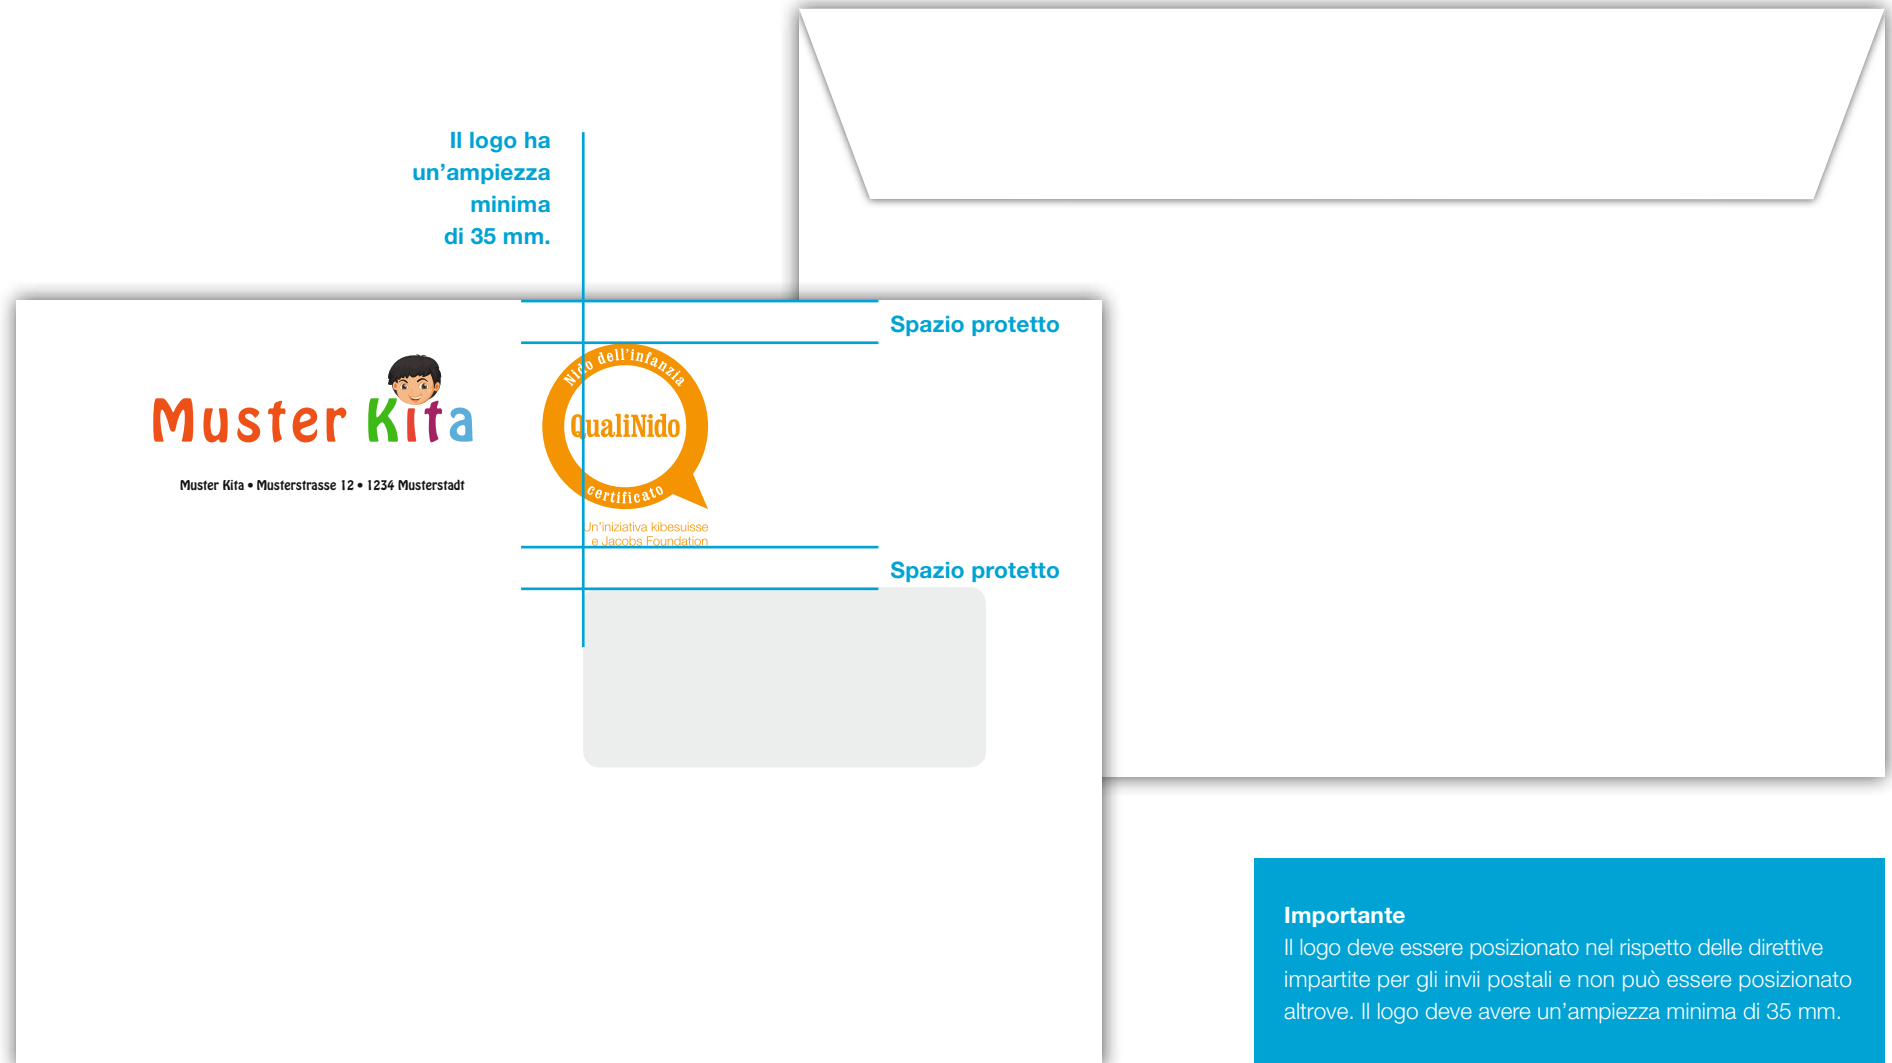 Il logo ha
un’ampiezza
minima
di 35 mm.
Spazio protetto
Nido dell’infanzia
QualiNido
certificato
Un’iniziativa kibesuisse
e Jacobs Foundation
Muster Kita
Muster Kita • Musterstrasse 12 • 1234 Musterstadt
Spazio protetto
Importante
Il logo deve essere posizionato nel rispetto delle direttive
impartite per gli invii postali e non può essere posizionato
altrove. Il logo deve avere un’ampiezza minima di 35 mm.